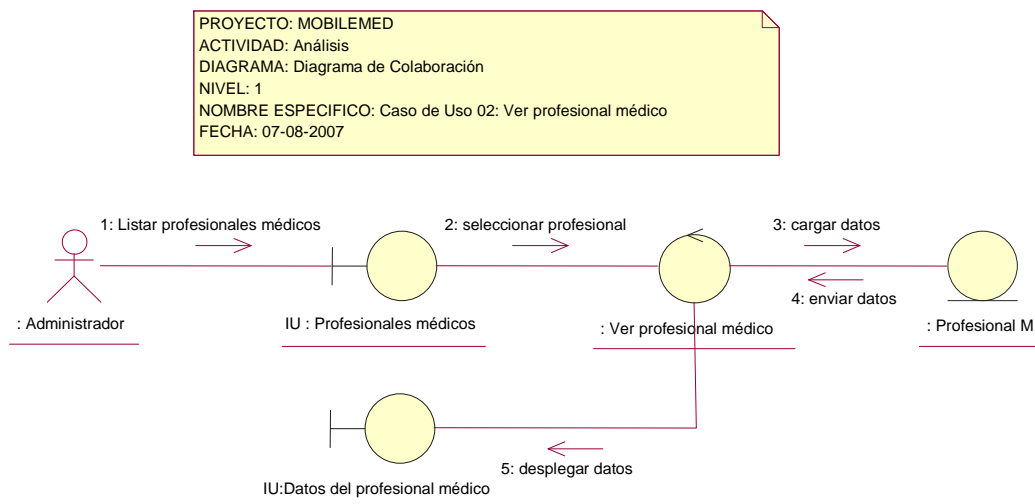 PROYECTO: MOBILEMED
ACTIVIDAD: Análisis
DIAGRAMA: Diagrama de Colaboración
NIVEL: 1
NOMBRE ESPECIFICO: Caso de Uso 02: Ver profesional médico
FECHA: 07-08-2007
1: Listar profesionales médicos
2: seleccionar profesional
3: cargar datos
4: enviar datos
: Administrador
IU : Profesionales médicos
: Ver profesional médico
: Profesional M
5: desplegar datos
IU:Datos del profesional médico